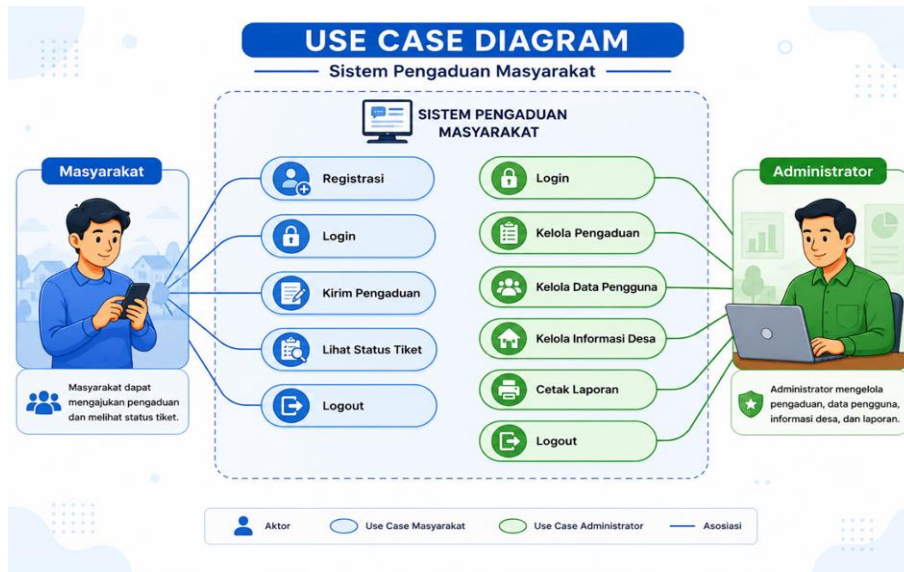 USE CASE DIAGRAM
Sistem Pengaduan Masyarakat
SISTEM PENGADUAN
MASYARAKAT
Masyarakat
Registrasi
Login
Kirim Pengaduan
Lihat Status Tiket
Logout
Masyarakat dapat
mengajukan pengaduan
dan melihat status tiket.
Login
Kelola Pengaduan
Kelola Data Pengguna
Kelola Informasi Desa
Cetak Laporan
Logout
Administrator
Administrator mengelola
pengaduan, data pengguna,
informasi desa, dan laporan.
Aktor
Use Case Masyarakat
Use Case Administrator
Asosiasi